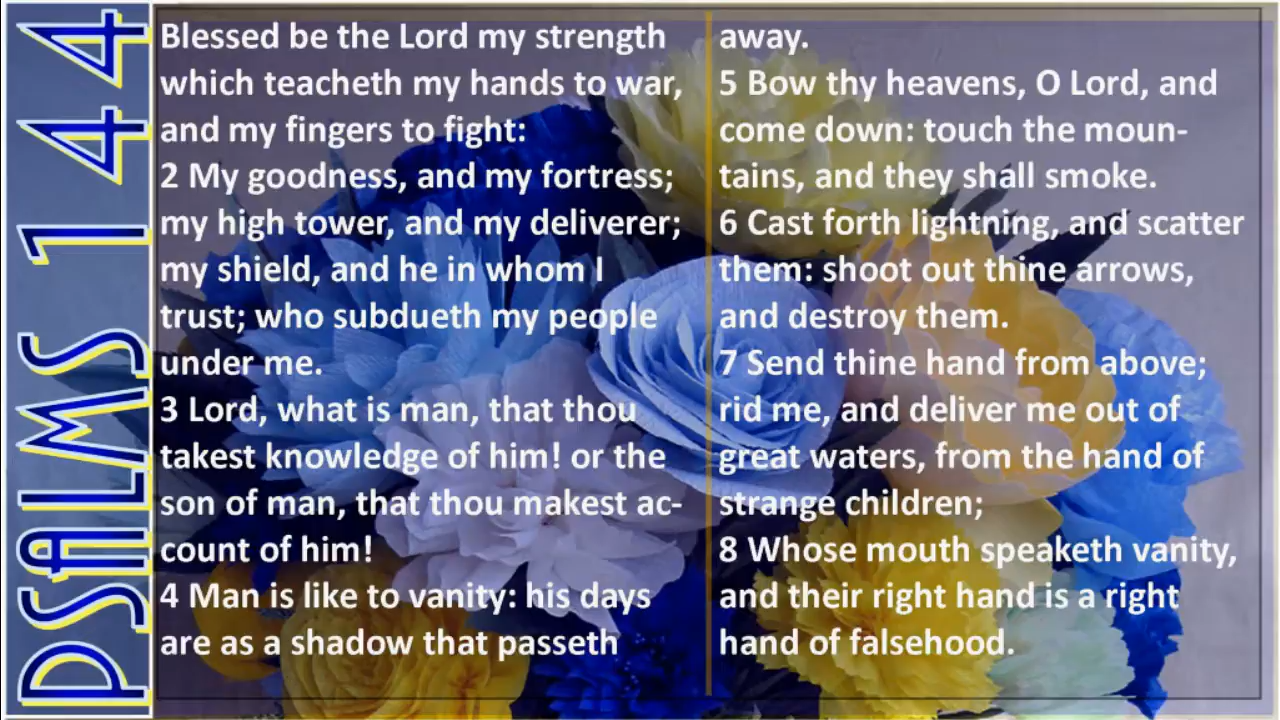 PSALMS 144
Blessed be the Lord my strength
which teacheth my hands to war,
and my fingers to fight:
2 My goodness, and my fortress;
my high tower, and my deliverer;
my shield, and he in whom I
trust; who subdueth my people
under me.
3 Lord, what is man, that thou
takest knowledge of him! or the
son of man, that thou makest ac-
count of him!
4 Man is like to vanity: his days
are as a shadow that passeth
away.
5 Bow thy heavens, O Lord, and
come down: touch the moun-
tains, and they shall smoke.
6 Cast forth lightning, and scatter
them: shoot out thine arrows,
and destroy them.
7 Send thine hand from above;
rid me, and deliver me out of
great waters, from the hand of
strange children;
8 Whose mouth speaketh vanity,
and their right hand is a right
hand of falsehood.